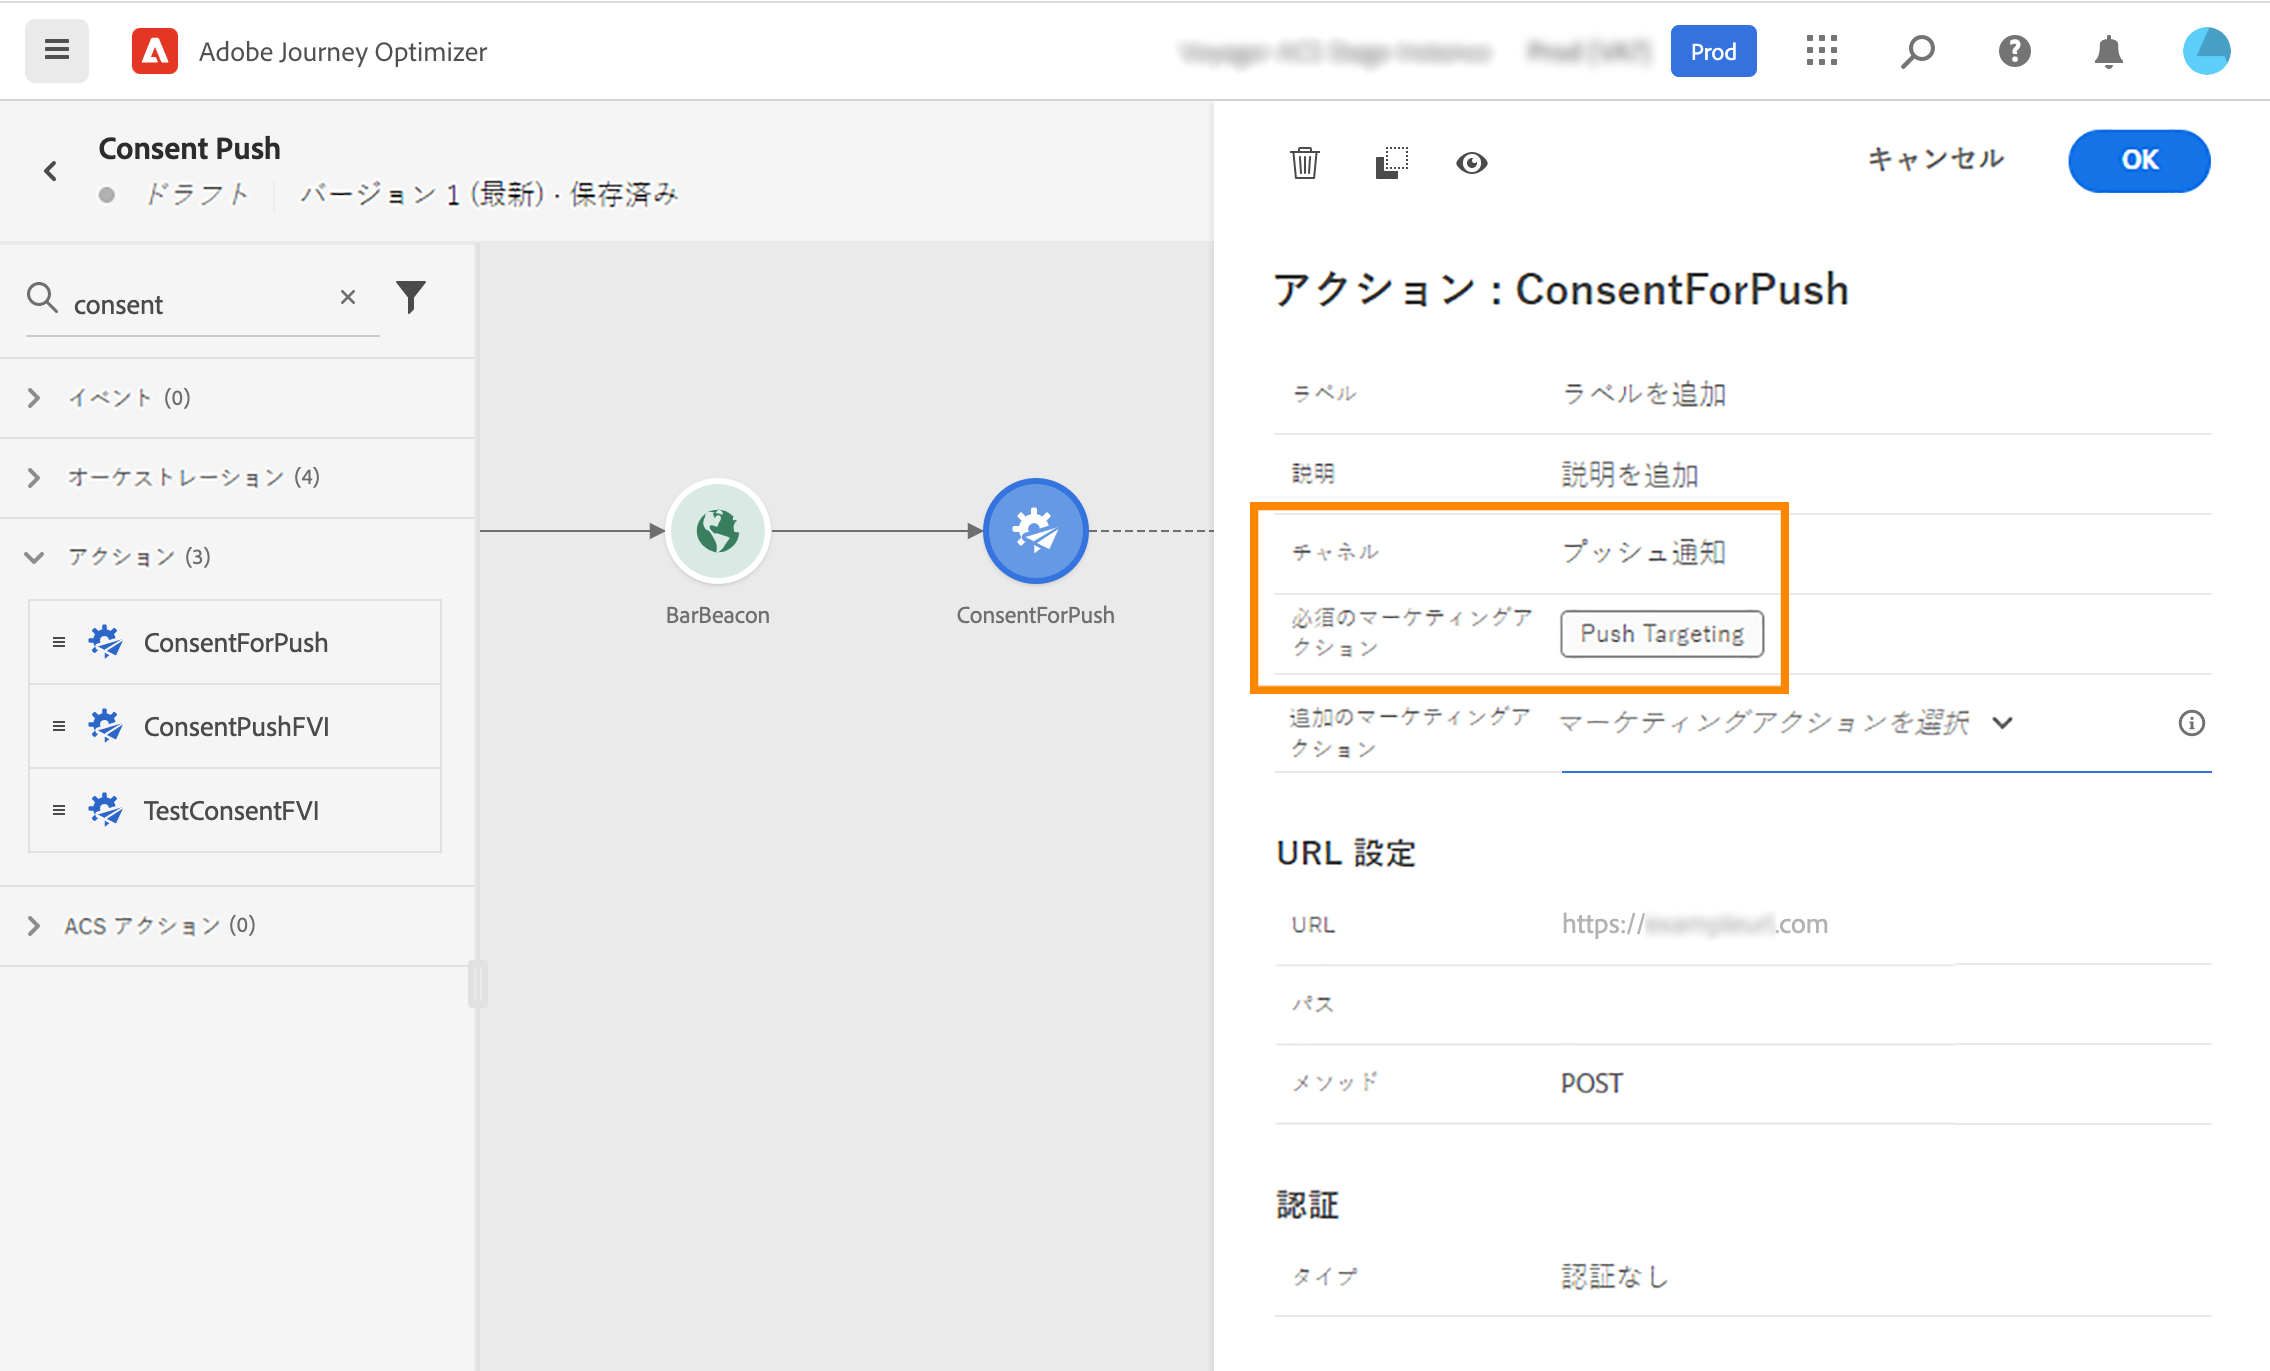 Adobe Journey Optimizer
Prod
Consent Push
ドラフト
バージョン 1 (最新) · 保存済み
キャンセル
OK
consent
イベント (0)
オーケストレーション (4)
アクション (3)
ConsentForPush
ConsentPushFVI
TestConsentFVI
ACS アクション (0)
BarBeacon
ConsentForPush
アクション : ConsentForPush
ラベル
ラベルを追加
説明
説明を追加
チャネル
プッシュ通知
必須のマーケティングア
クション
Push Targeting
追加のマーケティングア
クション
マーケティングアクションを選択
URL 設定
URL
https:// .com
パス
メソッド
POST
認証
タイプ
認証なし